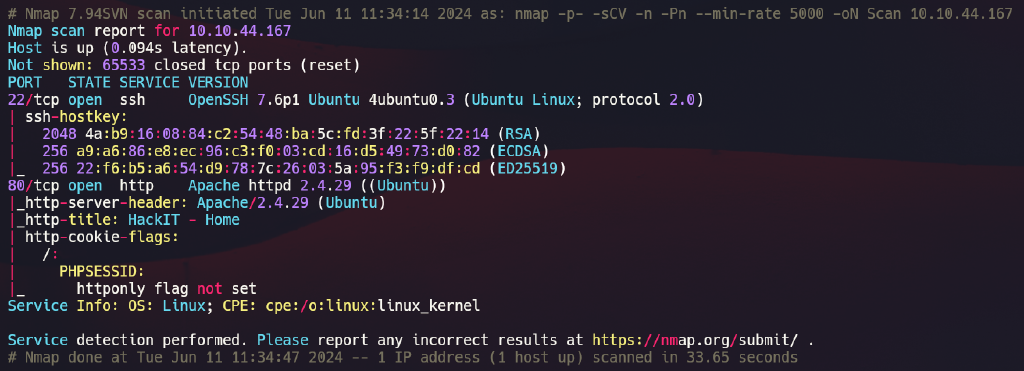 # Nmap 7.94SVN scan initiated Tue Jun 11 11:34:14 2024 as: nmap -p- -sCV -n -Pn --min-rate 5000 -oN Scan 10.10.44.167
Nmap scan report for 10.10.44.167
Host is up (0.094s latency).
Not shown: 65533 closed tcp ports (reset)
PORT   STATE SERVICE VERSION
22/tcp open  ssh     OpenSSH 7.6p1 Ubuntu 4ubuntu0.3 (Ubuntu Linux; protocol 2.0)
| ssh-hostkey:
|   2048 4a:b9:16:08:84:c2:54:48:ba:5c:fd:3f:22:5f:22:14 (RSA)
|   256 a9:a6:86:e8:ec:96:c3:f0:03:cd:16:d5:49:73:d0:82 (ECDSA)
|_  256 22:f6:b5:a6:54:d9:78:7c:26:03:5a:95:f3:f9:df:cd (ED25519)
80/tcp open  http    Apache httpd 2.4.29 ((Ubuntu))
|_http-server-header: Apache/2.4.29 (Ubuntu)
|_http-title: HackIT - Home
| http-cookie-flags:
|   /:
|     PHPSESSID:
|_      httponly flag not set
Service Info: OS: Linux; CPE: cpe:/o:linux:linux_kernel

Service detection performed. Please report any incorrect results at https://nmap.org/submit/ .
# Nmap done at Tue Jun 11 11:34:47 2024 -- 1 IP address (1 host up) scanned in 33.65 seconds